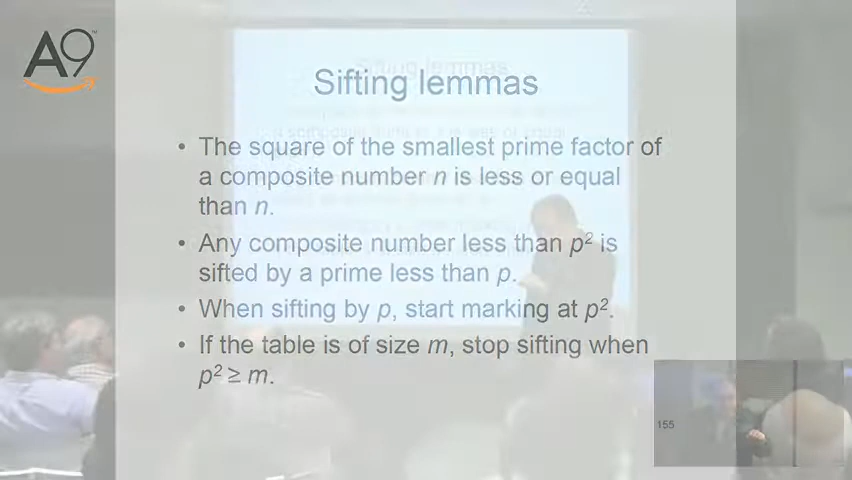 A9™
Sifting lemmas
• The square of the smallest prime factor of
a composite number n is less or equal
than n.
• Any composite number less than p² is
sifted by a prime less than p.
• When sifting by p, start marking at p².
• If the table is of size m, stop sifting when
p² ≥ m.
155